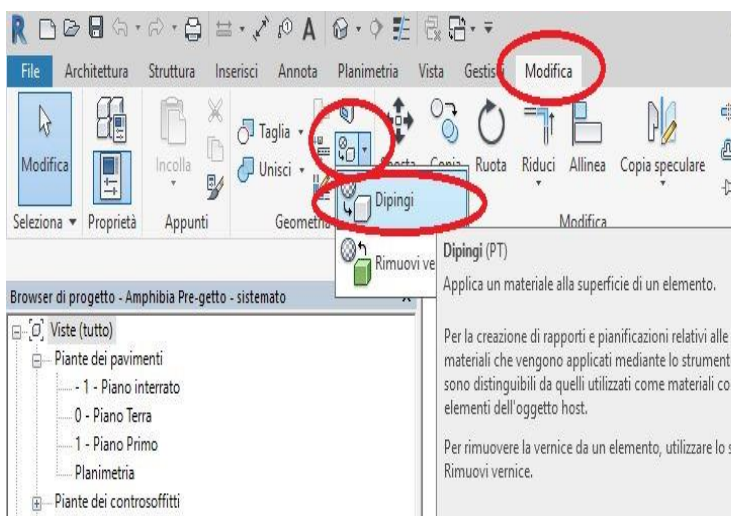 File Architettura Struttura Inserisci Annota Planimetria Vista Gestisci Modifica
Modifica Incolla Taglia Unisci Sposta Copia Ruota Riduci Allinea Copia speculare
Seleziona Proprietà Appunti Geometria Modifica
Dipingi
Rimuovi ve
Dipingi (PT)
Applica un materiale alla superficie di un elemento.
Per la creazione di rapporti e pianificazioni relativi alle
materiali che vengono applicati mediante lo strument
sono distinguibili da quelli utilizzati come materiali co
elementi dell'oggetto host.
Per rimuovere la vernice da un elemento, utilizzare lo s
Rimuovi vernice.
Browser di progetto - Amphibia Pre-getto - sistemato
Viste (tutto)
Piante dei pavimenti
- 1 - Piano interrato
0 - Piano Terra
1 - Piano Primo
Planimetria
Piante dei controsoffitti